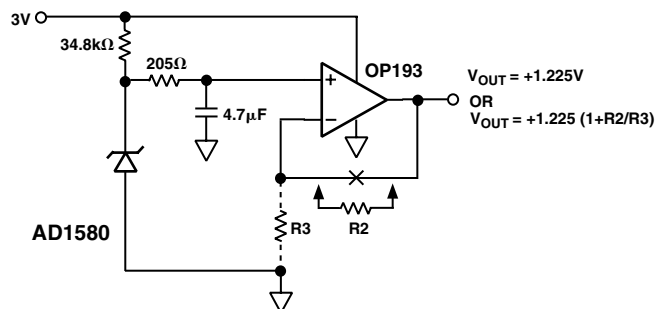 3V
34.8kΩ
205Ω
4.7μF
+
−
OP193
V_OUT = +1.225V
OR
V_OUT = +1.225 (1+R2/R3)
AD1580
R3
R2